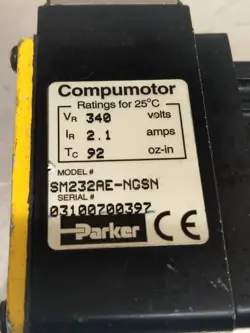 Compumotor
Ratings for 25°C
VR 340 volts
IR 2.1 amps
TC 92 oz-in
MODEL #
SM232AE-NGSN
SERIAL #
03100700397
Parker CE